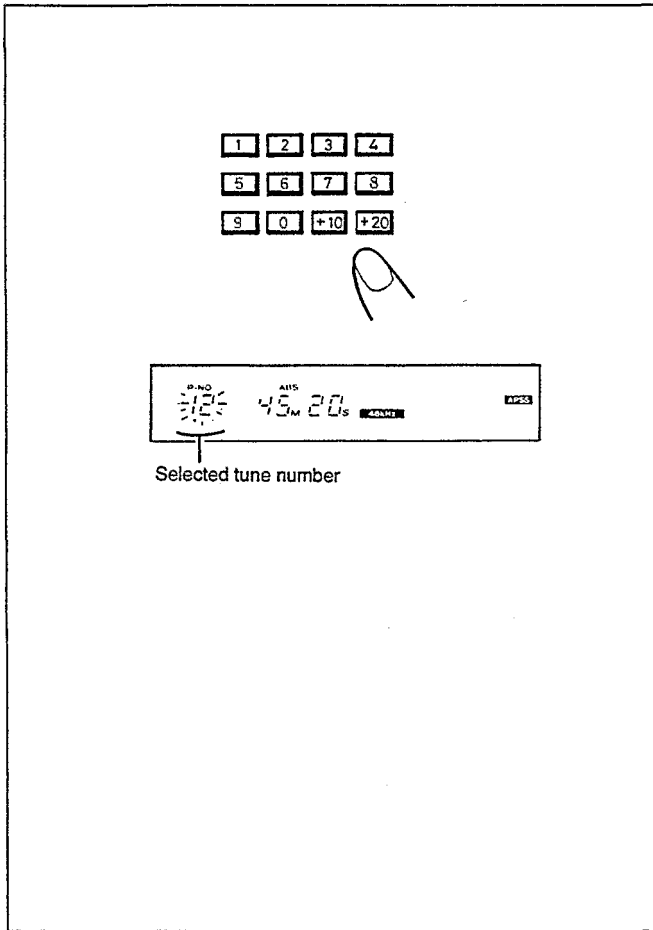 1 2 3 4
5 6 7 8
9 0 +10 +20
P-NO ABS
12 45M 20S 48kHz APSS
Selected tune number